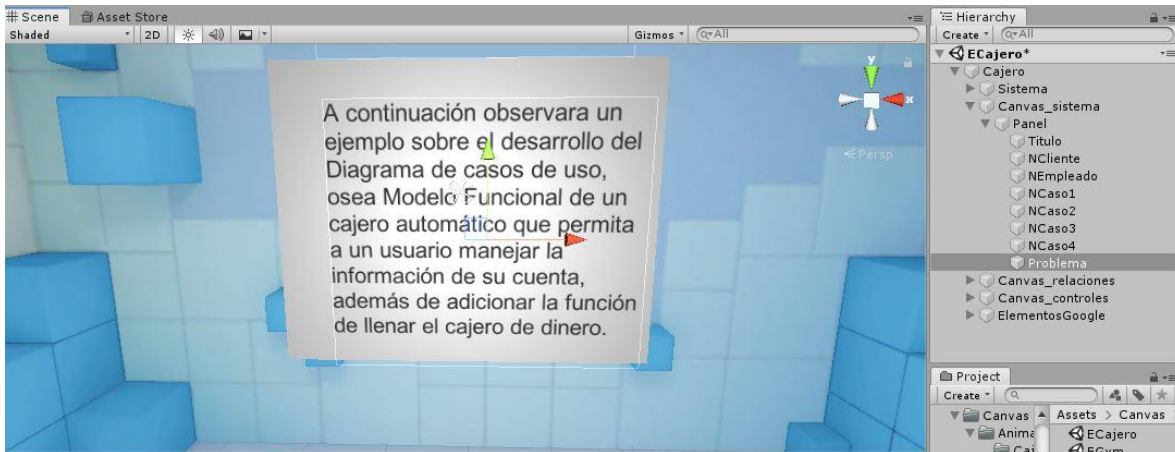 Scene
Asset Store
Shaded
2D
Gizmos
All
A continuación observara un
ejemplo sobre el desarrollo del
Diagrama de casos de uso,
osea Modelo Funcional de un
cajero automático que permita
a un usuario manejar la
información de su cuenta,
además de adicionar la función
de llenar el cajero de dinero.
y
x
Persp
Hierarchy
Create
All
ECajero*
Cajero
Sistema
Canvas_sistema
Panel
Titulo
NCliente
NEmpleado
NCaso1
NCaso2
NCaso3
NCaso4
Problema
Canvas_relaciones
Canvas_controles
ElementosGoogle
Project
Create
Canvas
Assets > Canvas
Anima
ECajero
Caj
EGym